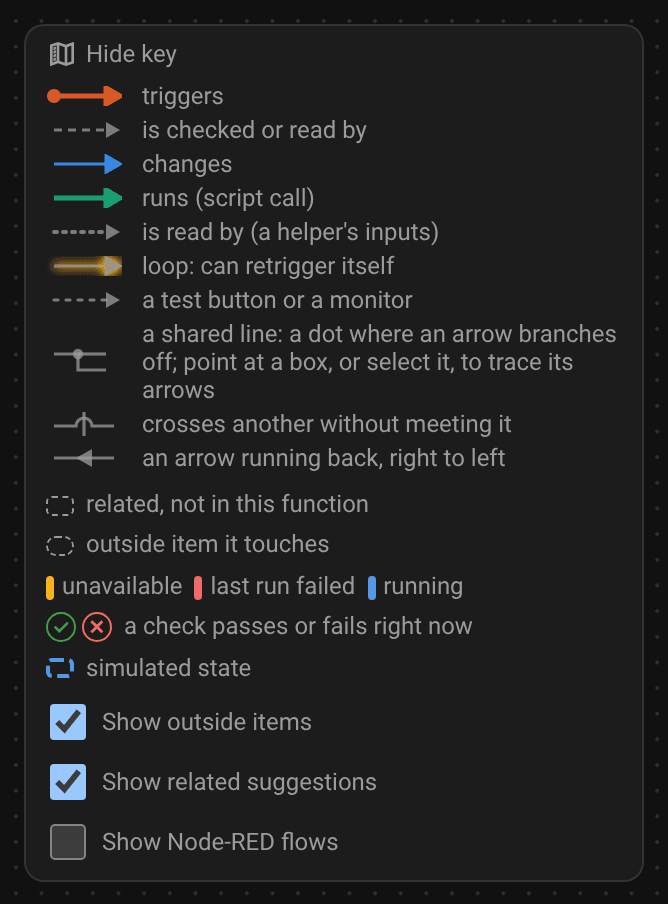 Hide key
triggers
is checked or read by
changes
runs (script call)
is read by (a helper's inputs)
loop: can retrigger itself
a test button or a monitor
a shared line: a dot where an arrow branches
off; point at a box, or select it, to trace its
arrows
crosses another without meeting it
an arrow running back, right to left
related, not in this function
outside item it touches
unavailable last run failed running
a check passes or fails right now
simulated state
Show outside items
Show related suggestions
Show Node-RED flows